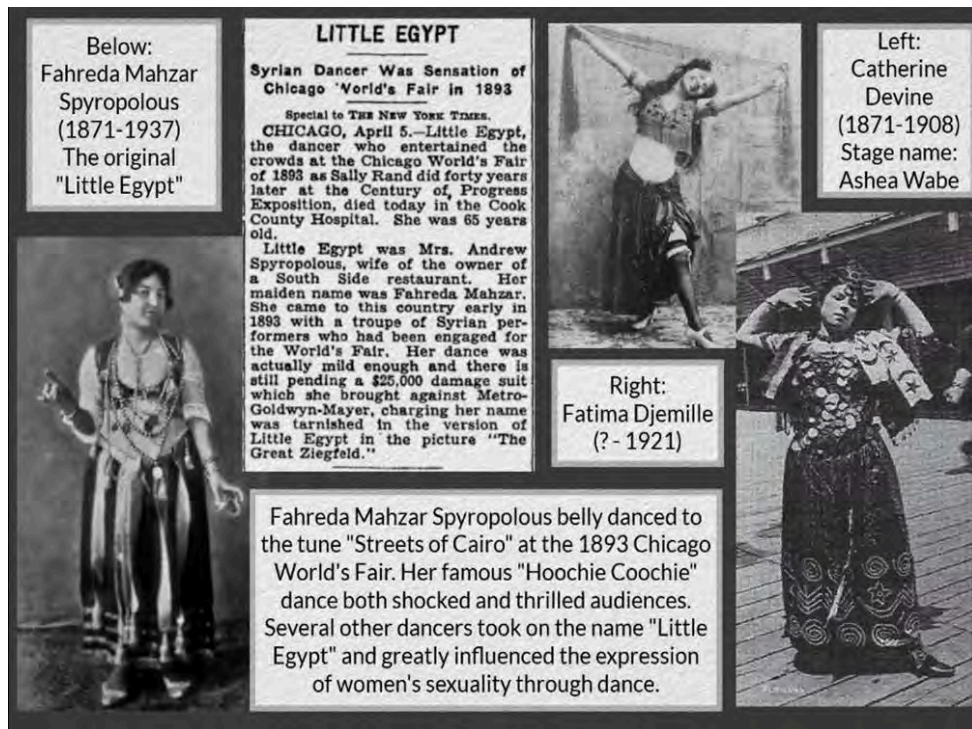 Below:
Fahreda Mahzar
Spyropolous
(1871-1937)
The original
"Little Egypt"
LITTLE EGYPT
Syrian Dancer Was Sensation of
Chicago World's Fair in 1893
Special to THE NEW YORK TIMES.
CHICAGO, April 5.—Little Egypt,
the dancer who entertained the
crowds at the Chicago World's Fair
of 1893 as Sally Rand did forty years
later at the Century of, Progress
Exposition, died today in the Cook
County Hospital. She was 65 years
old.
Little Egypt was Mrs. Andrew
Spyropolous, wife of the owner of
a South Side restaurant. Her
maiden name was Fahreda Mahzar.
She came to this country early in
1893 with a troupe of Syrian per-
formers who had been engaged for
the World's Fair. Her dance was
actually mild enough and there is
still pending a $25,000 damage suit
which she brought against Metro-
Goldwyn-Mayer, charging her name
was tarnished in the version of
Little Egypt in the picture "The
Great Ziegfeld."
Left:
Catherine
Devine
(1871-1908)
Stage name:
Ashea Wabe
Right:
Fatima Djemille
(? - 1921)
Fahreda Mahzar Spyropolous belly danced to
the tune "Streets of Cairo" at the 1893 Chicago
World's Fair. Her famous "Hoochie Coochie"
dance both shocked and thrilled audiences.
Several other dancers took on the name "Little
Egypt" and greatly influenced the expression
of women's sexuality through dance.